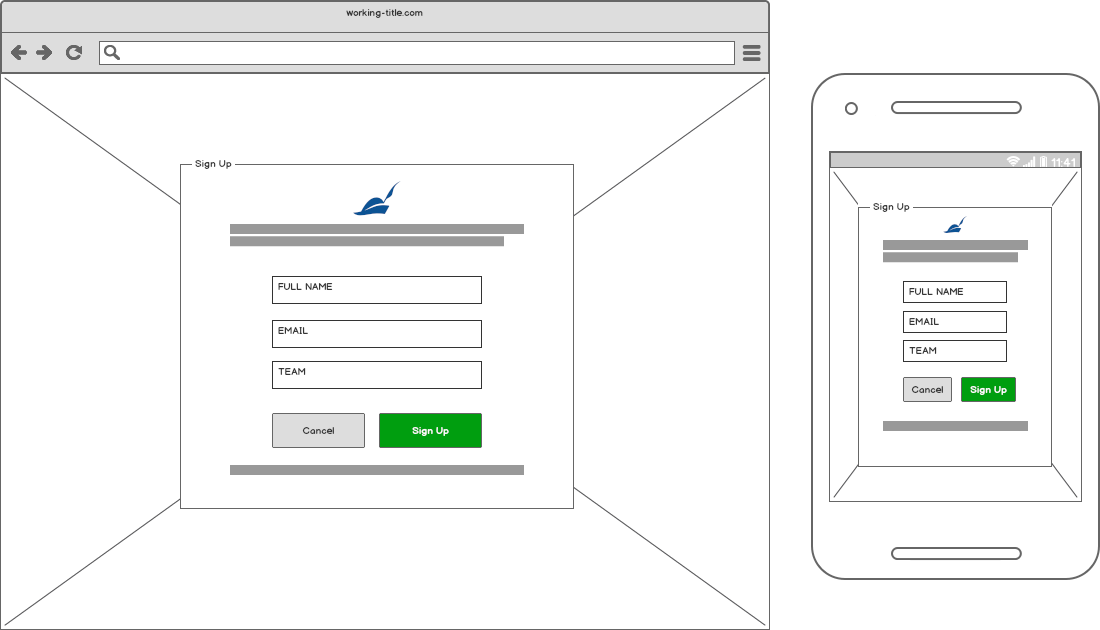 working-title.com
Sign Up
FULL NAME
EMAIL
TEAM
Cancel
Sign Up
11:41
Sign Up
FULL NAME
EMAIL
TEAM
Cancel
Sign Up